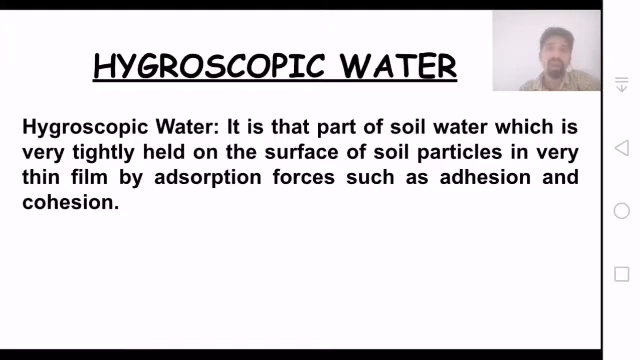 HYGROSCOPIC WATER
Hygroscopic Water: It is that part of soil water which is
very tightly held on the surface of soil particles in very
thin film by adsorption forces such as adhesion and
cohesion.